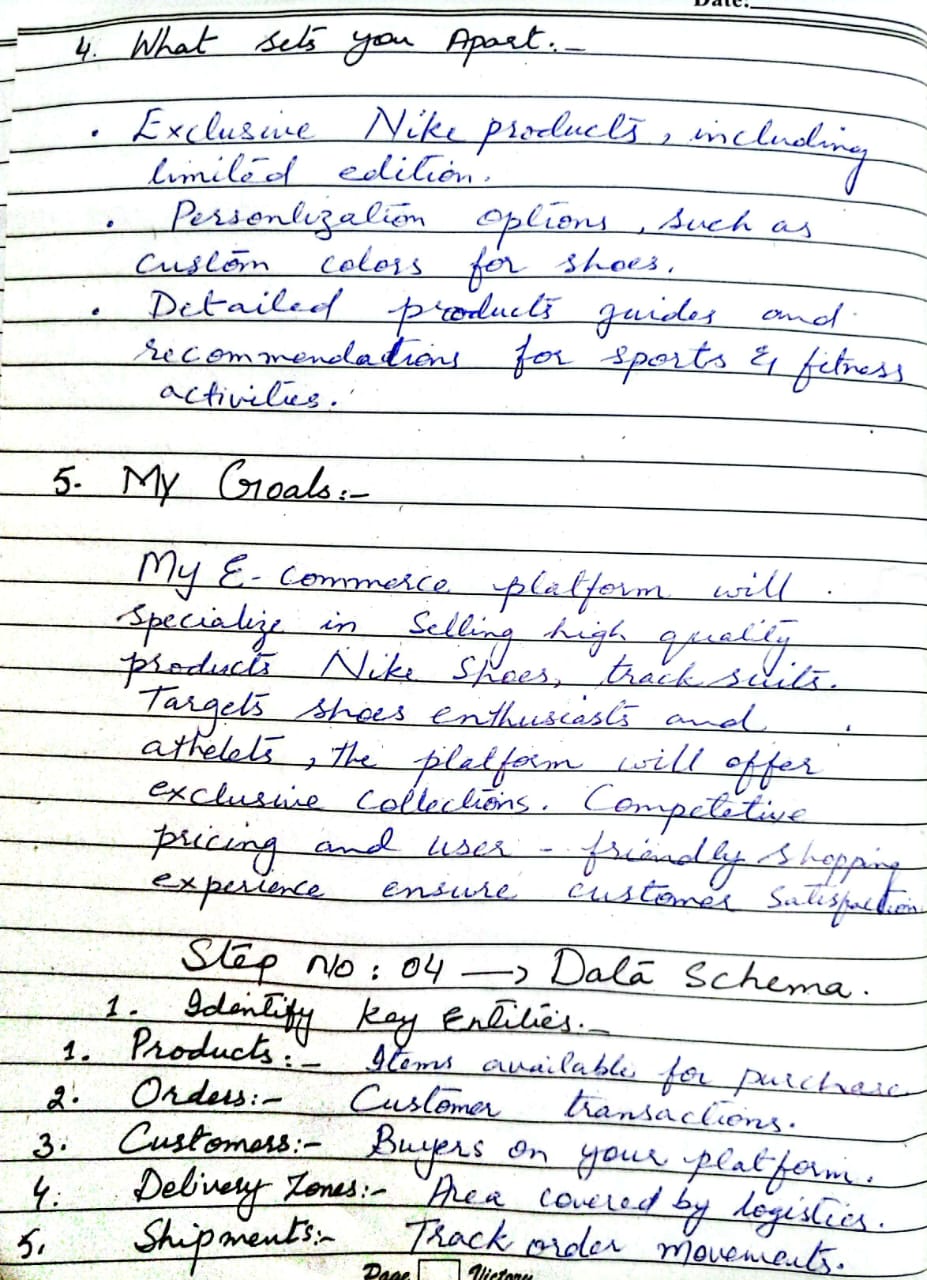 Date:
4. What sets you Apart.-
• Exclusive Nike products, including
limited edition.
• Personlization options, such as
custom colors for shoes.
• Detailed products guides and
recommendations for sports & fitness
activities.
5. My Goals:-
My E-commerce platform will
specialize in Selling high quality
products Nike Shoes, track suits.
Targets shoes enthusiasts and
athelets, the platform will offer
exclusive collections. Competetive
pricing and user-friendly shopping
experience ensure customer satisfaction
Step no: 04 → Data Schema.
1. Identify key Entities.-
1. Products:- Items available for purchase
2. Orders:- Customer transactions.
3. Customers:- Buyers on your platform.
4. Delivery Zones:- Area covered by logistics.
5. Shipments:- Track order movements.
Page Victory